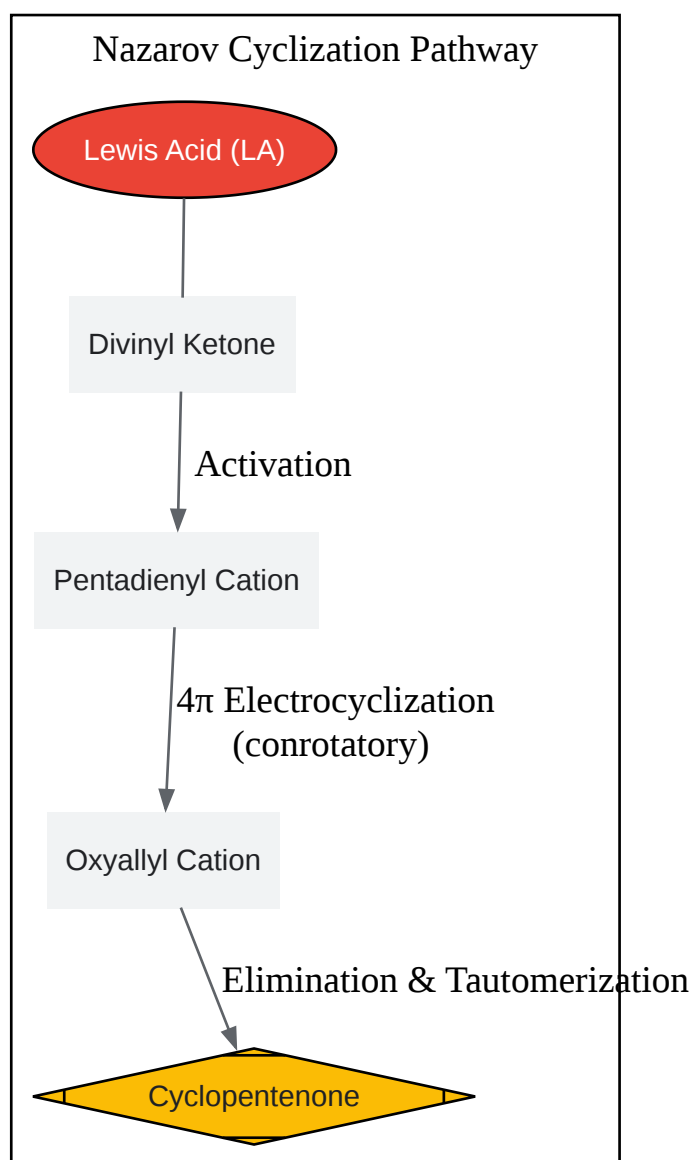 Nazarov Cyclization Pathway
Lewis Acid (LA)
Divinyl Ketone
Activation
Pentadienyl Cation
4π Electrocyclization
(conrotatory)
Oxyallyl Cation
Elimination & Tautomerization
Cyclopentenone